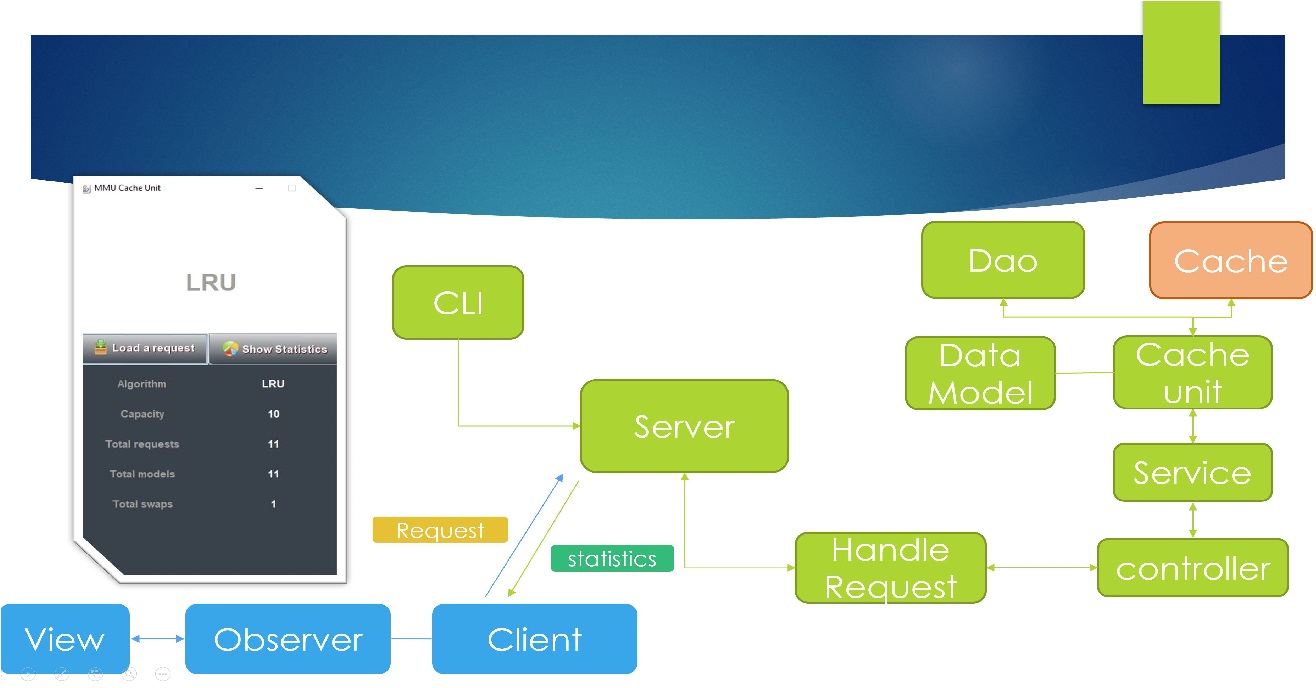 MMU Cache Unit
LRU
Load a request
Show Statistics
Algorithm LRU
Capacity 10
Total requests 11
Total models 11
Total swaps 1
CLI
Server
Request
statistics
View
Observer
Client
Dao
Cache
Data
Model
Cache
unit
Service
Handle
Request
controller